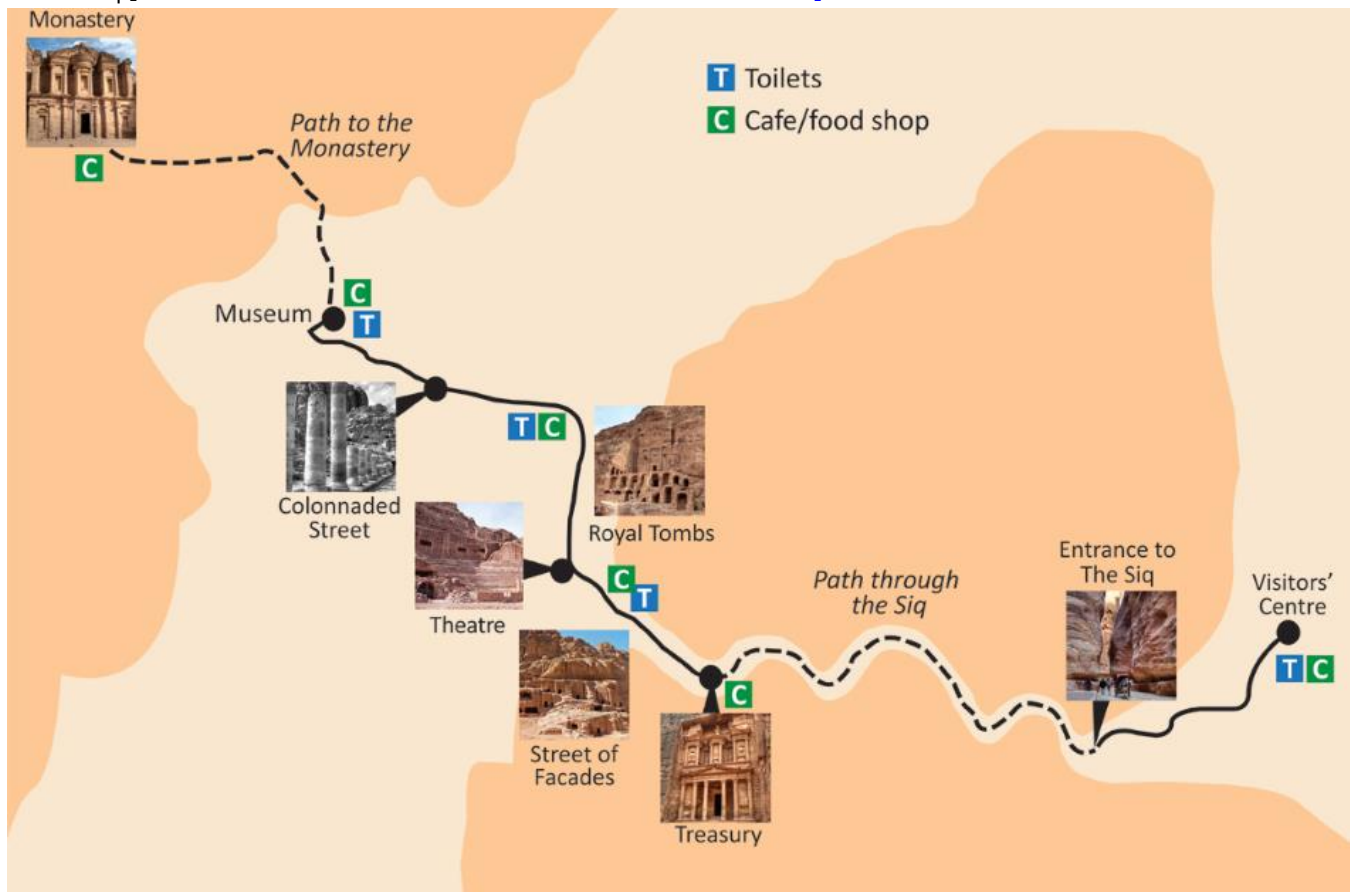 Monastery
T Toilets
C Cafe/food shop
Path to the
Monastery
C
C
Museum
T
T C
Colonnaded
Street
Royal Tombs
Entrance to
The Siq
C
T
Path through
the Siq
Visitors'
Centre
Theatre
T C
C
Street of
Facades
Treasury